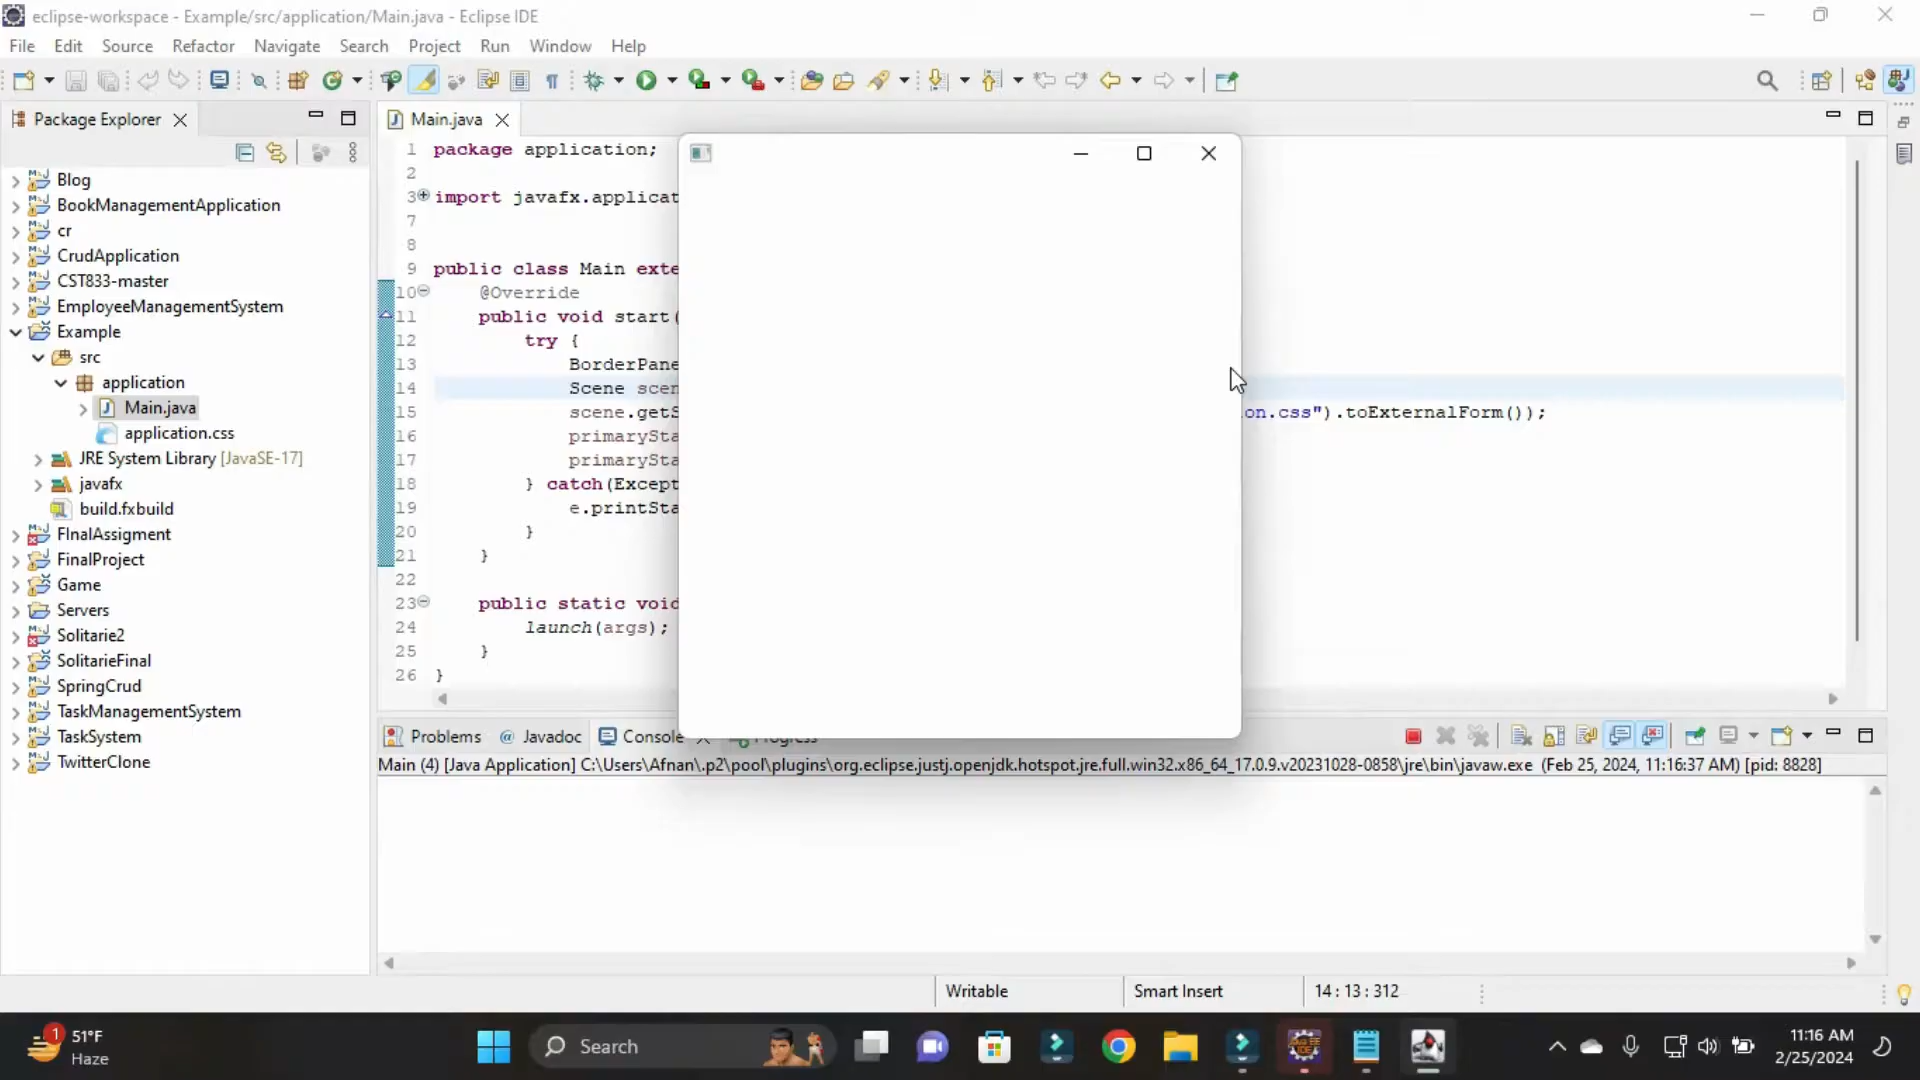 eclipse-workspace - Example/src/application/Main.java - Eclipse IDE
File Edit Source Refactor Navigate Search Project Run Window Help
Package Explorer
Main.java
Blog
BookManagementApplication
cr
CrudApplication
CST833-master
EmployeeManagementSystem
Example
src
application
Main.java
application.css
JRE System Library [JavaSE-17]
javafx
build.fxbuild
FInalAssigment
FinalProject
Game
Servers
Solitarie2
SolitarieFinal
SpringCrud
TaskManagementSystem
TaskSystem
TwitterClone
1 package application;
2
3 import javafx.applicat
7
8
9 public class Main exte
10 @Override
11 public void start(
12 try {
13 BorderPane
14 Scene scen
15 scene.getS on.css").toExternalForm());
16 primarySta
17 primarySta
18 } catch(Except
19 e.printSta
20 }
21 }
22
23 public static void
24 launch(args);
25 }
26 }
Problems @ Javadoc Console Progress
Main (4) [Java Application] C:\Users\Afnan\.p2\pool\plugins\org.eclipse.justj.openjdk.hotspot.jre.full.win32.x86_64_17.0.9.v20231028-0858\jre\bin\javaw.exe (Feb 25, 2024, 11:16:37 AM) [pid: 8828]
Writable Smart Insert 14 : 13 : 312
1
51°F
Haze
Search
11:16 AM
2/25/2024